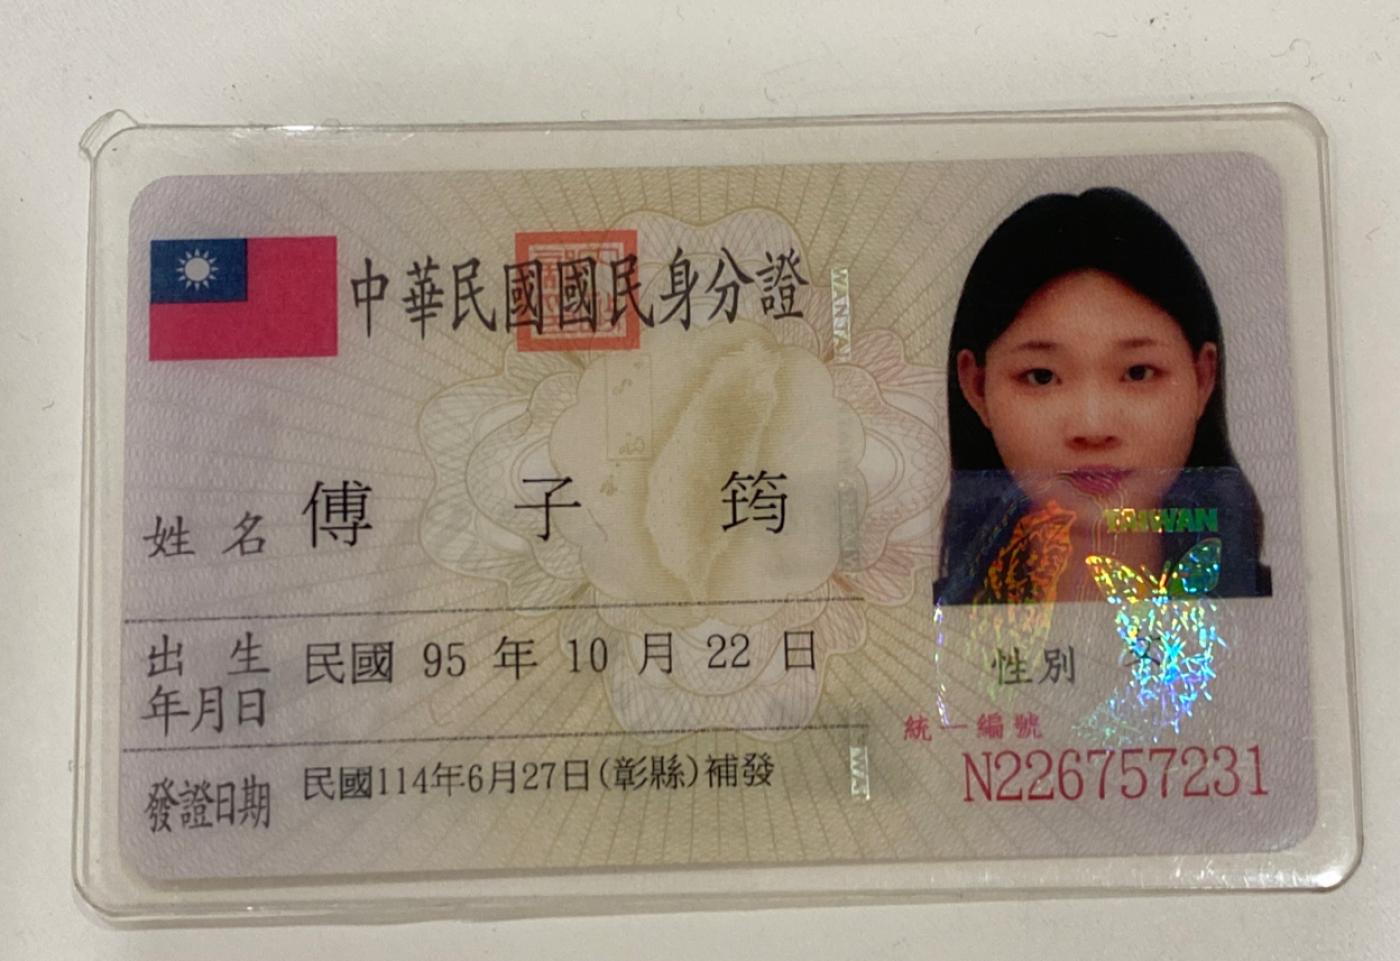 中華民國國民身分證
姓名 傅子筠
出生年月日 民國 95 年 10 月 22 日
發證日期 民國114年6月27日(彰縣)補發
TAIWAN
性別 女
統一編號
N226757231